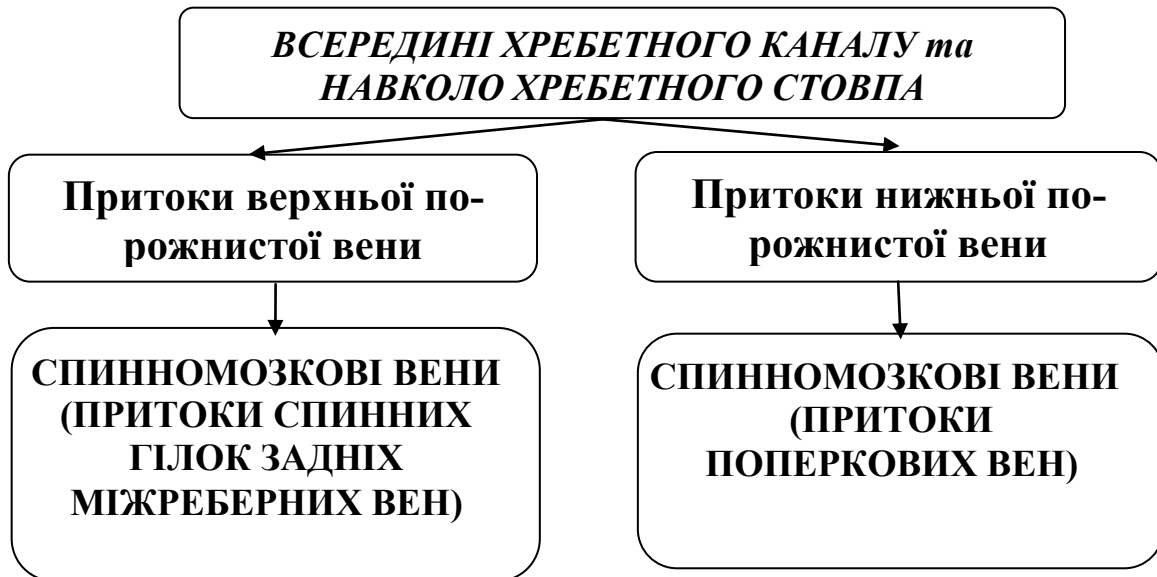 ВСЕРЕДИНІ ХРЕБЕТНОГО КАНАЛУ та
НАВКОЛО ХРЕБЕТНОГО СТОВПА
Притоки верхньої по-
рожнистої вени
Притоки нижньої по-
рожнистої вени
СПИННОМОЗКОВІ ВЕНИ
(ПРИТОКИ СПИННИХ
ГІЛОК ЗАДНІХ
МІЖРЕБЕРНИХ ВЕН)
СПИННОМОЗКОВІ ВЕНИ
(ПРИТОКИ
ПОПЕРКОВИХ ВЕН)